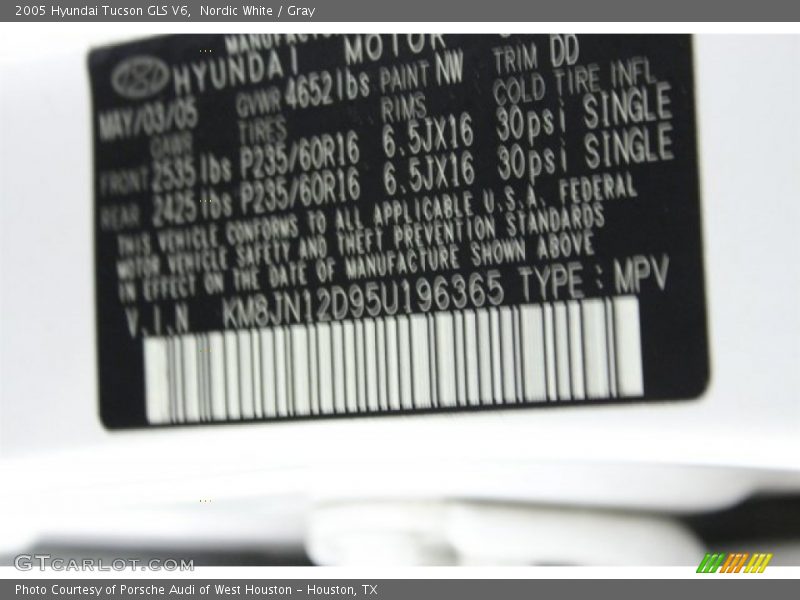 2005 Hyundai Tucson GLS V6, Nordic White / Gray
HYUNDAI MOTOR
MAY/03/05 GVWR 4652lbs PAINT NW TRIM DD
GAWR TIRES RIMS COLD TIRE INFL
FRONT 2535 lbs P235/60R16 6.5JX16 30psi SINGLE
REAR 2425 lbs P235/60R16 6.5JX16 30psi SINGLE
THIS VEHICLE CONFORMS TO ALL APPLICABLE U.S.A. FEDERAL
MOTOR VEHICLE SAFETY AND THEFT PREVENTION STANDARDS
IN EFFECT ON THE DATE OF MANUFACTURE SHOWN ABOVE
V.I.N KM8JN12D95U196365 TYPE : MPV
GTCARLOT.COM
Photo Courtesy of Porsche Audi of West Houston - Houston, TX